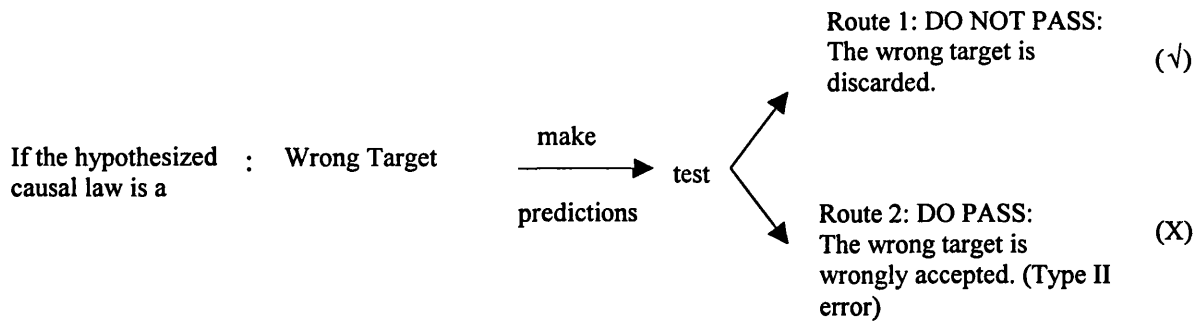 Route 1: DO NOT PASS:
The wrong target is
discarded.
(√)
If the hypothesized
causal law is a
:
Wrong Target
make
predictions
test
Route 2: DO PASS:
The wrong target is
wrongly accepted. (Type II
error)
(X)